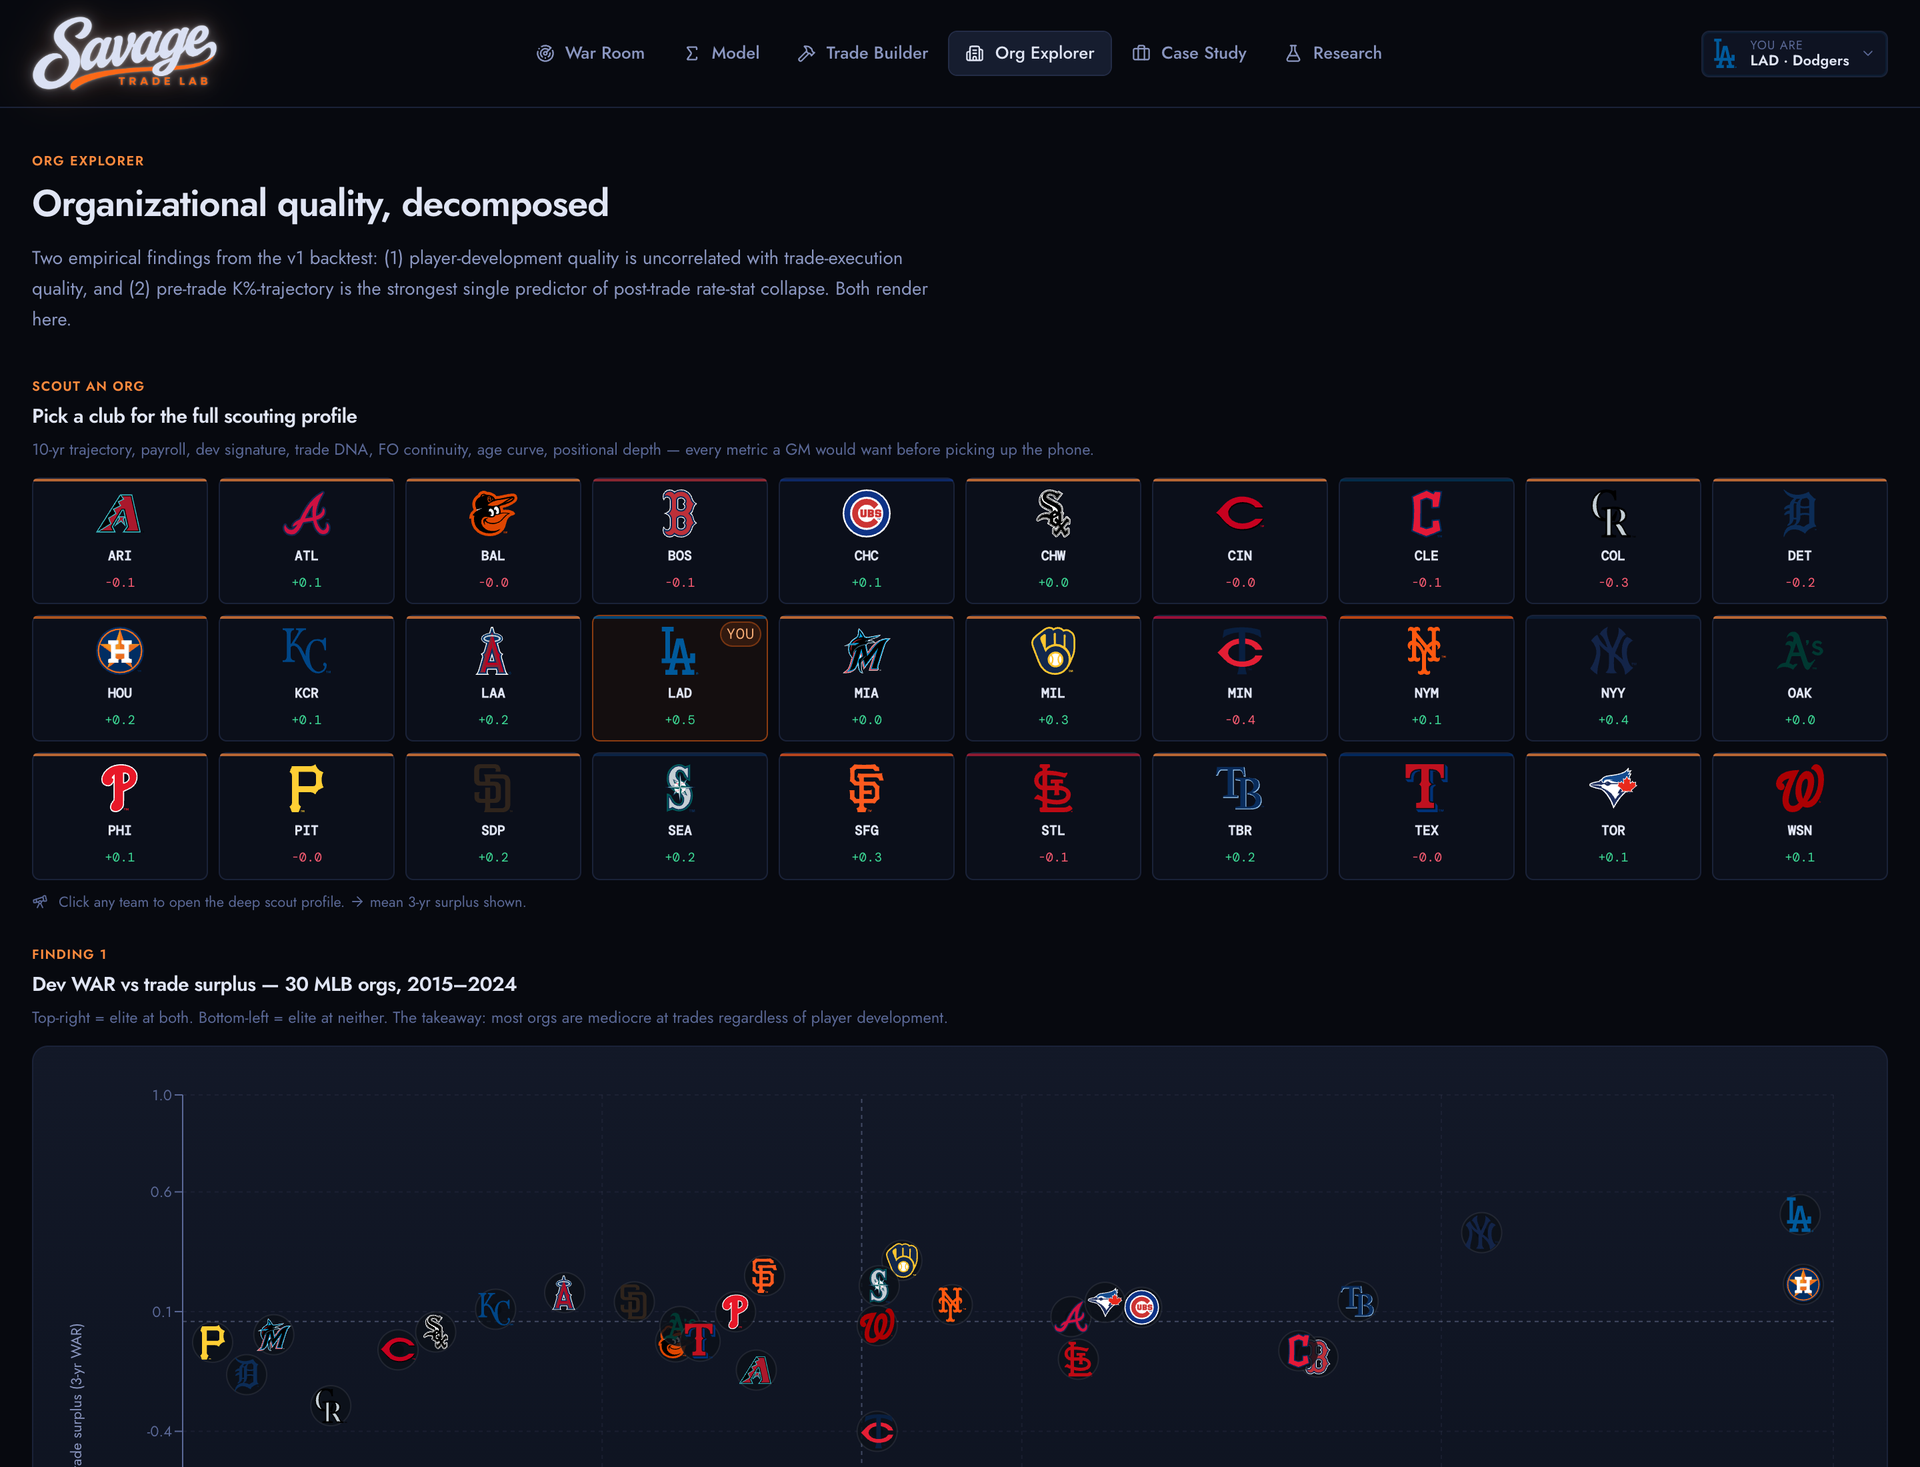 Savage
TRADE LAB
War Room
Model
Trade Builder
Org Explorer
Case Study
Research
YOU ARE
LAD · Dodgers
ORG EXPLORER
Organizational quality, decomposed
Two empirical findings from the v1 backtest: (1) player-development quality is uncorrelated with trade-execution
quality, and (2) pre-trade K%-trajectory is the strongest single predictor of post-trade rate-stat collapse. Both render
here.
SCOUT AN ORG
Pick a club for the full scouting profile
10-yr trajectory, payroll, dev signature, trade DNA, FO continuity, age curve, positional depth — every metric a GM would want before picking up the phone.
ARI ATL BAL BOS CHC CHW CIN CLE COL DET
-0.1 +0.1 -0.0 -0.1 +0.1 +0.0 -0.0 -0.1 -0.3 -0.2
YOU
HOU KCR LAA LAD MIA MIL MIN NYM NYY OAK
+0.2 +0.1 +0.2 +0.5 +0.0 +0.3 -0.4 +0.1 +0.4 +0.0
PHI PIT SDP SEA SFG STL TBR TEX TOR WSN
+0.1 -0.0 +0.2 +0.2 +0.3 -0.1 +0.2 -0.0 +0.1 +0.1
Click any team to open the deep scout profile. → mean 3-yr surplus shown.
FINDING 1
Dev WAR vs trade surplus — 30 MLB orgs, 2015–2024
Top-right = elite at both. Bottom-left = elite at neither. The takeaway: most orgs are mediocre at trades regardless of player development.
1.0
0.6
0.1
-0.4
surplus (3-yr WAR)